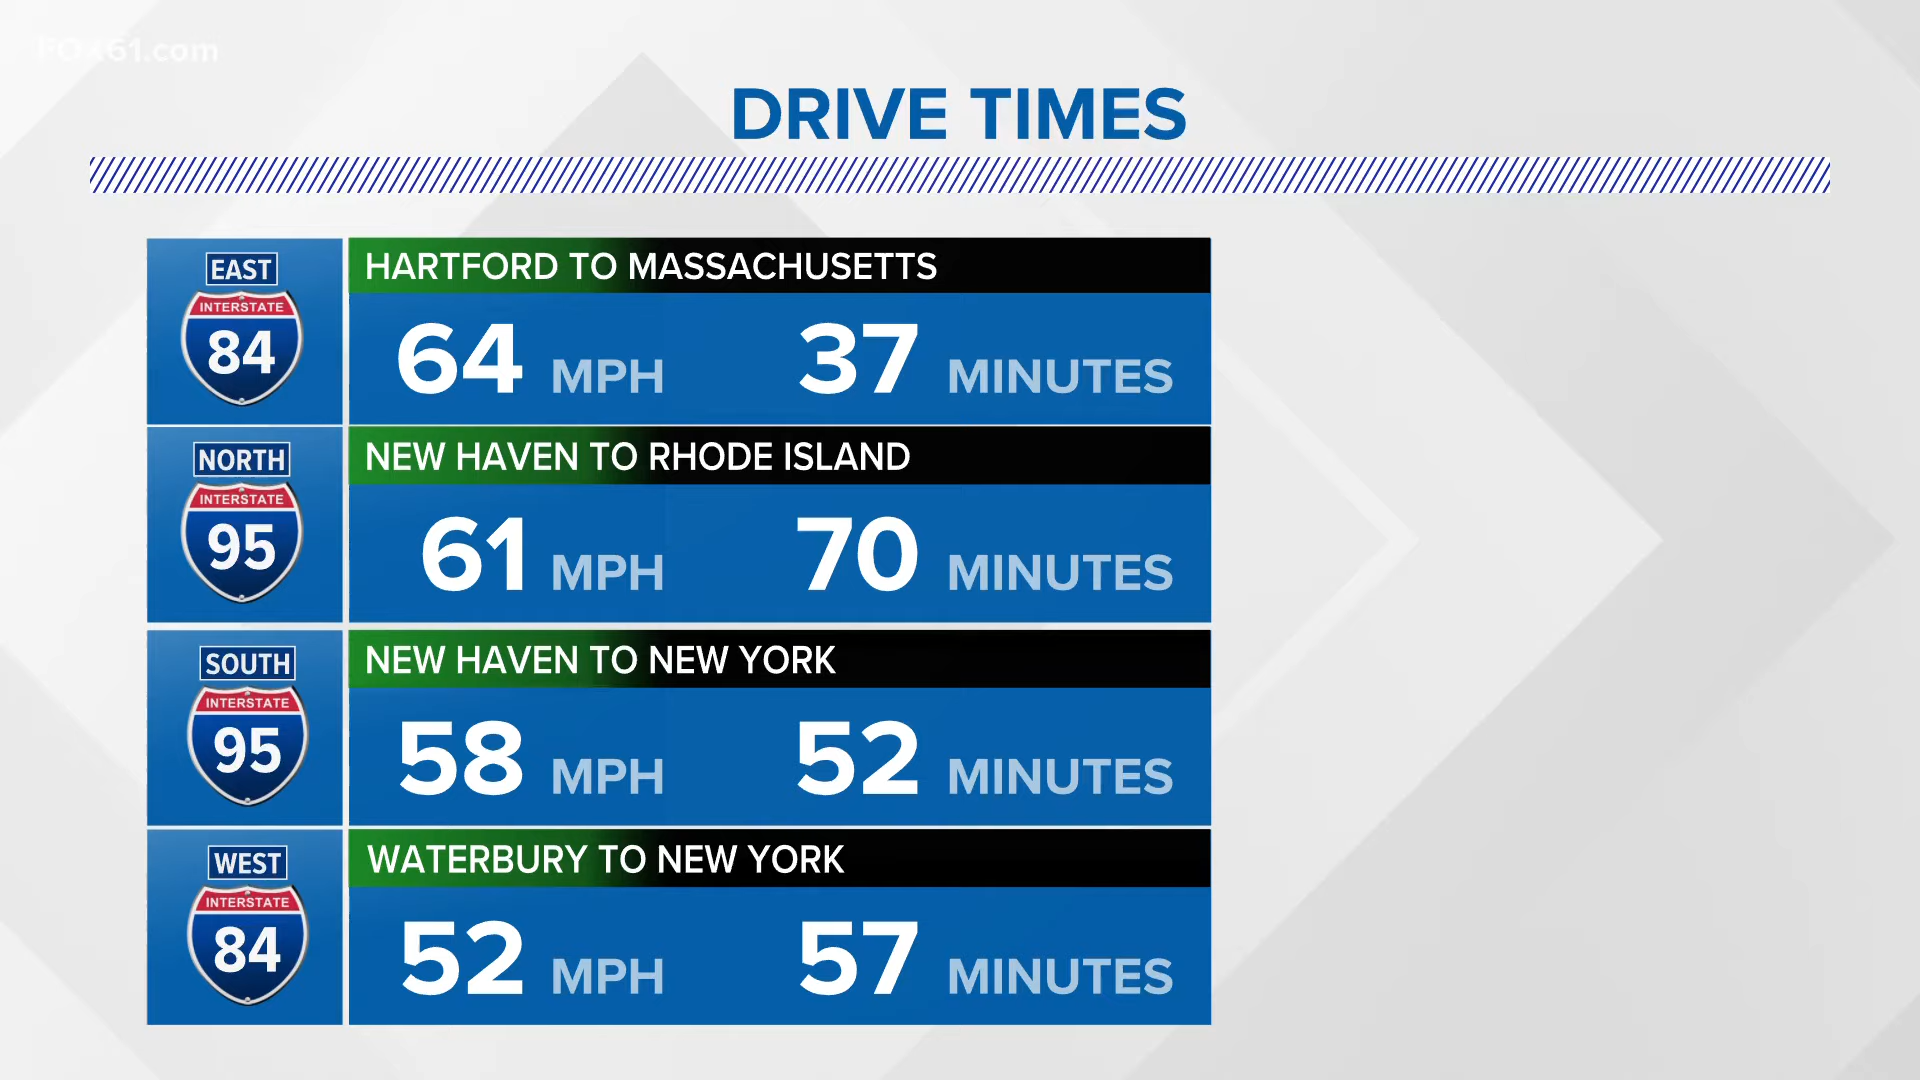 FOX61.com
DRIVE TIMES
EAST
INTERSTATE
84
HARTFORD TO MASSACHUSETTS
64 MPH 37 MINUTES
NORTH
INTERSTATE
95
NEW HAVEN TO RHODE ISLAND
61 MPH 70 MINUTES
SOUTH
INTERSTATE
95
NEW HAVEN TO NEW YORK
58 MPH 52 MINUTES
WEST
INTERSTATE
84
WATERBURY TO NEW YORK
52 MPH 57 MINUTES